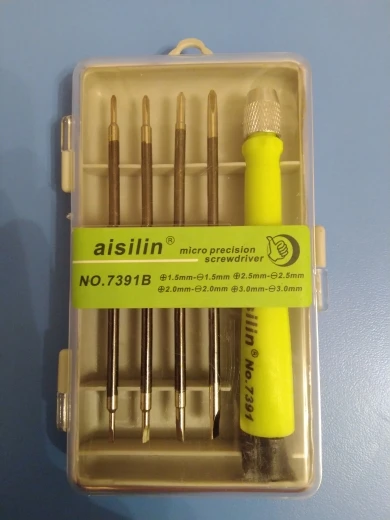 aisilin®
micro precision
screwdriver
NO.7391B
⊕1.5mm-⊖1.5mm ⊕2.5mm-⊖2.5mm
⊕2.0mm-⊖2.0mm ⊕3.0mm-⊖3.0mm
isilin® No.7391